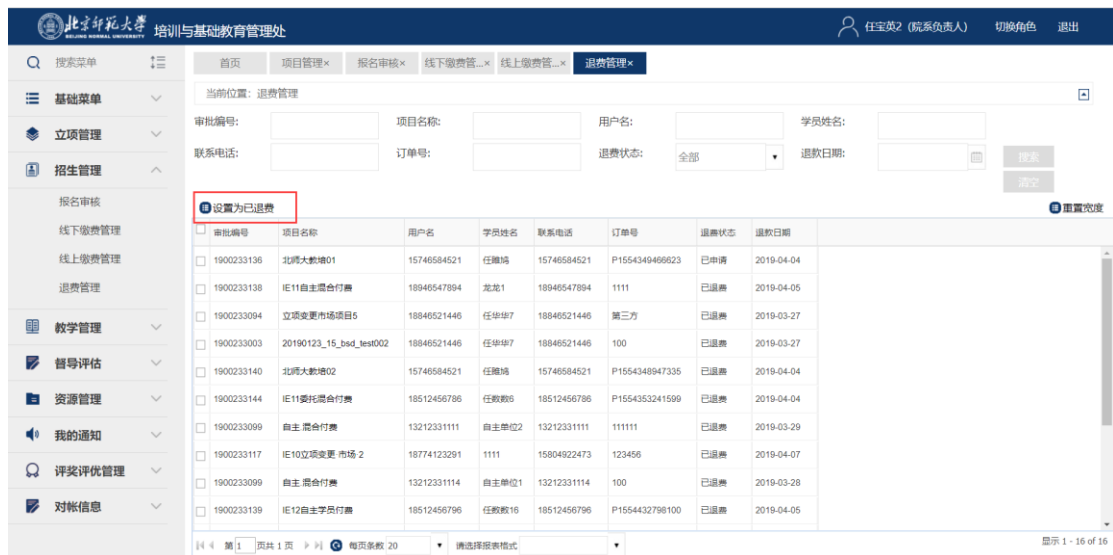 北京师范大学 培训与基础教育管理处 任宝英2 (院系负责人) 切换角色 退出
BEIJING NORMAL UNIVERSITY
搜索菜单
基础菜单
立项管理
招生管理
报名审核
线下缴费管理
线上缴费管理
退费管理
教学管理
督导评估
资源管理
我的通知
评奖评优管理
对帐信息
首页 项目管理× 报名审核× 线下缴费管...× 线上缴费管...× 退费管理×
当前位置: 退费管理
审批编号: 项目名称: 用户名: 学员姓名:
联系电话: 订单号: 退费状态: 全部 退款日期: 搜索
清空
设置为已退费 重置宽度
审批编号 项目名称 用户名 学员姓名 联系电话 订单号 退费状态 退款日期
1900233136 北师大教培01 15746584521 任雎鸠 15746584521 P1554349466623 已申请 2019-04-04
1900233138 IE11自主混合付费 18946547894 龙龙1 18946547894 1111 已退费 2019-04-05
1900233094 立项变更市场项目5 18846521446 任华华7 18846521446 第三方 已退费 2019-03-27
1900233003 20190123_15_bsd_test002 18846521446 任华华7 18846521446 100 已退费 2019-03-27
1900233140 北师大教培02 15746584521 任雎鸠 15746584521 P1554348947335 已退费 2019-04-04
1900233144 IE11委托混合付费 18512456786 任数数6 18512456786 P1554353241599 已退费 2019-04-04
1900233099 自主 混合付费 13212331111 自主单位2 13212331111 111111 已退费 2019-03-29
1900233117 IE10立项变更·市场·2 18774123291 1111 15804922473 123456 已退费 2019-04-07
1900233099 自主 混合付费 13212331114 自主单位1 13212331114 100 已退费 2019-03-28
1900233139 IE12自主学员付费 18512456796 任数数16 18512456796 P1554432798100 已退费 2019-04-05
第 1 页共 1 页 每页条数 20 请选择报表格式 显示 1 - 16 of 16